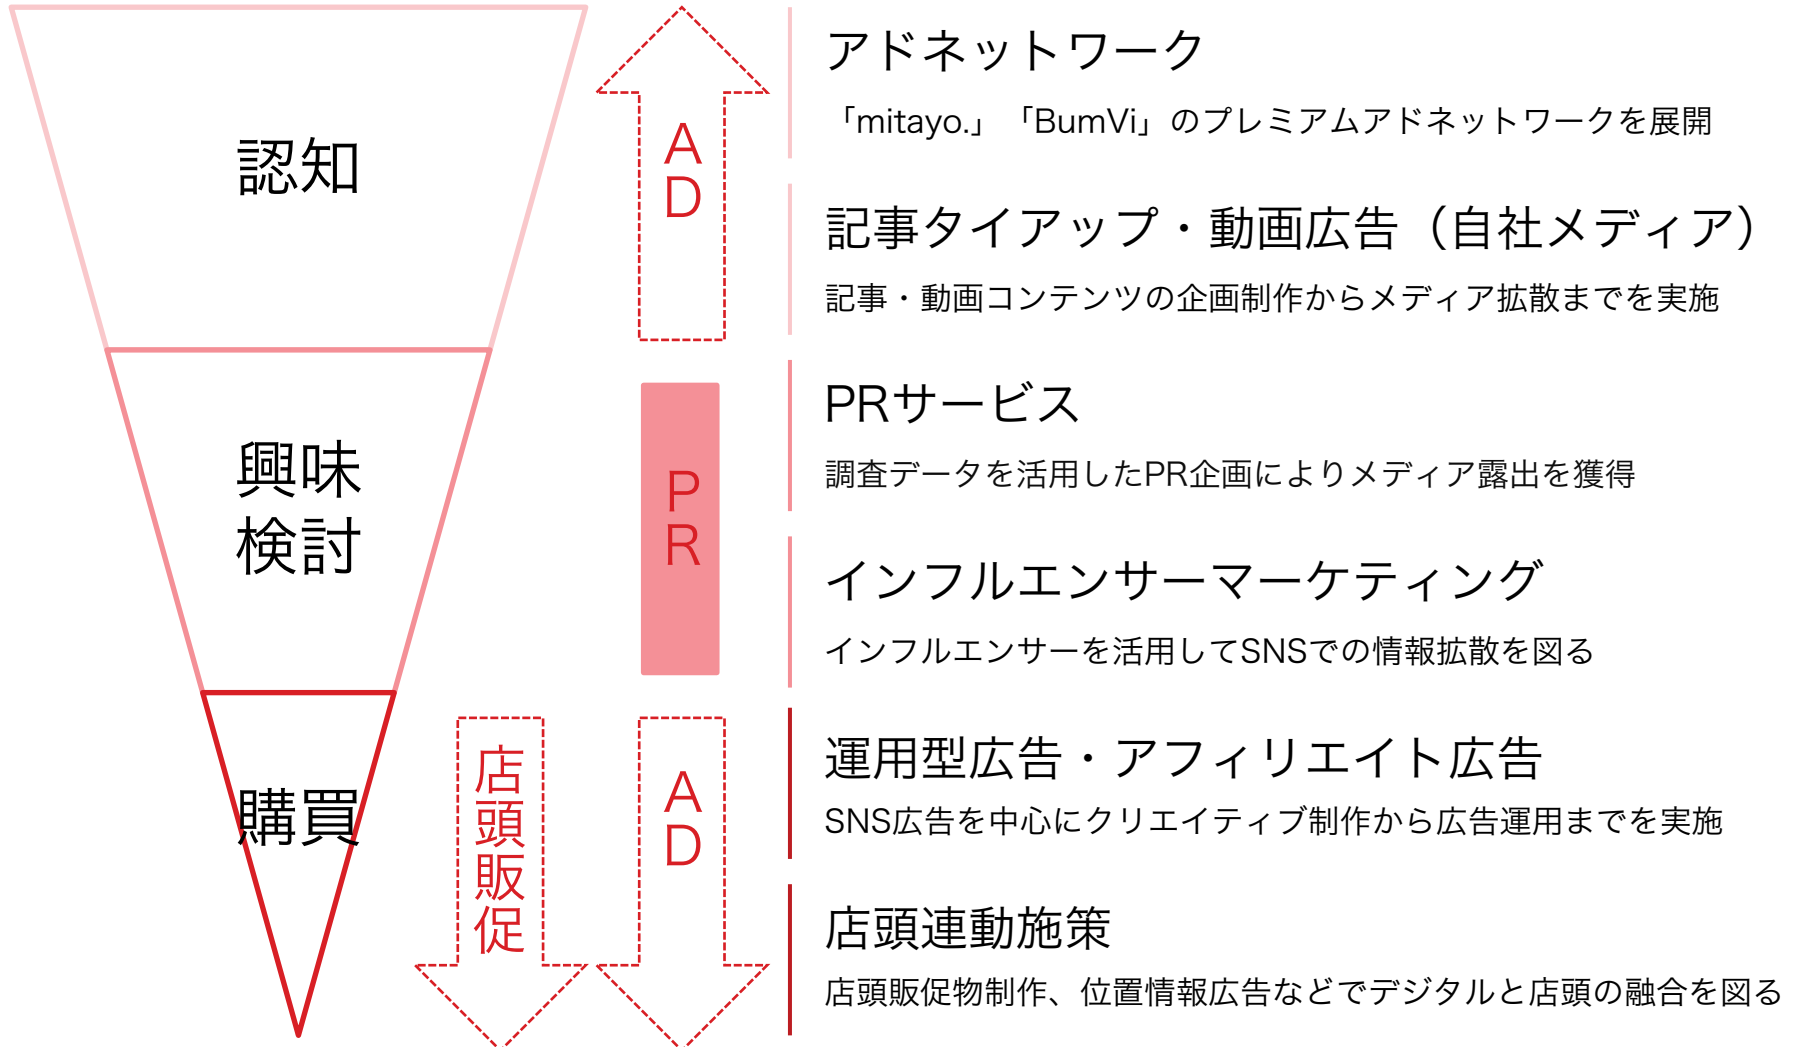 認知
興味
検討
購買
AD
PR
店頭販促
AD
アドネットワーク
「mitayo.」「BumVi」のプレミアムアドネットワークを展開
記事タイアップ・動画広告（自社メディア）
記事・動画コンテンツの企画制作からメディア拡散までを実施
PRサービス
調査データを活用したPR企画によりメディア露出を獲得
インフルエンサーマーケティング
インフルエンサーを活用してSNSでの情報拡散を図る
運用型広告・アフィリエイト広告
SNS広告を中心にクリエイティブ制作から広告運用までを実施
店頭連動施策
店頭販促物制作、位置情報広告などでデジタルと店頭の融合を図る